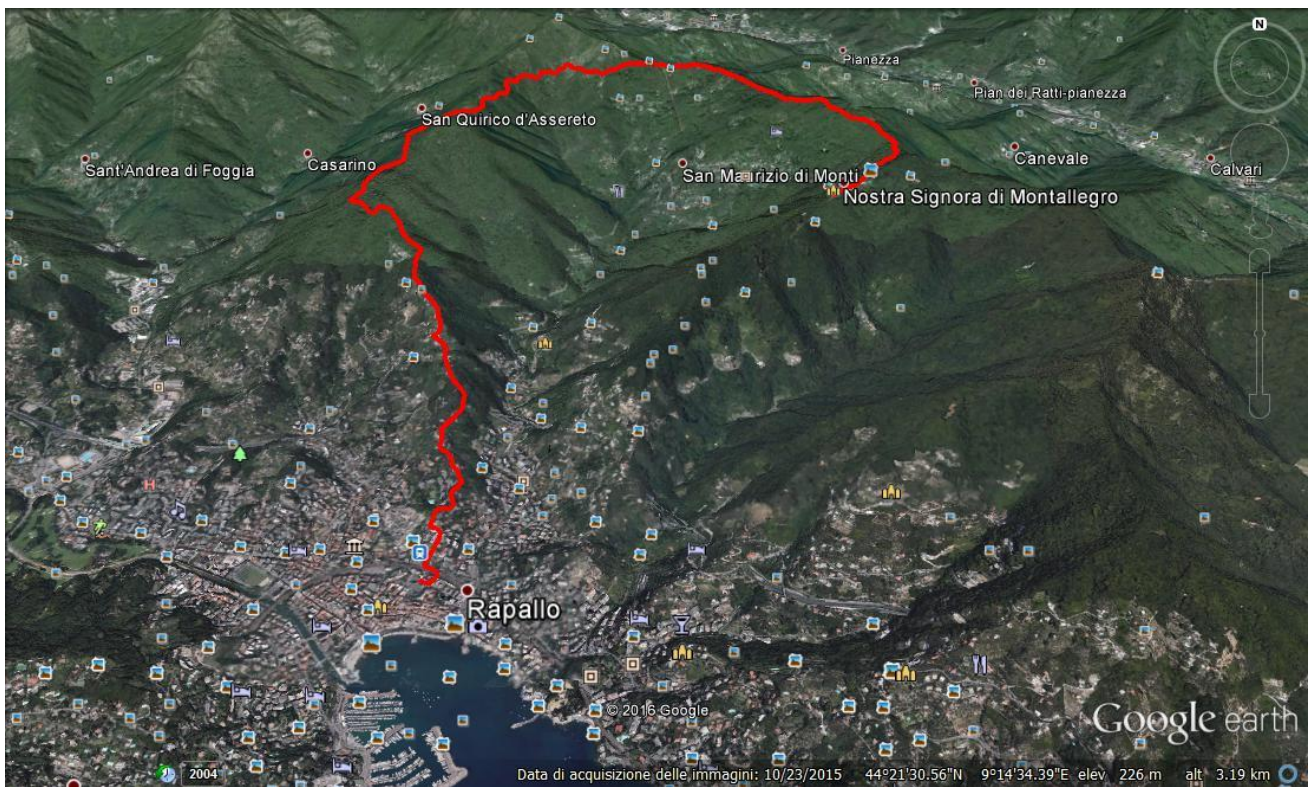 N
Pianezza
Pian dei Ratti-pianezza
San Quirico d'Assereto
Casarino
Sant'Andrea di Foggia
San Maurizio di Monti
Canevale
Calvari
Nostra Signora di Montallegro
H
Rapallo
© 2016 Google
Google earth
2004
Data di acquisizione delle immagini: 10/23/2015 44°21'30.56"N 9°14'34.39"E elev 226 m alt 3.19 km